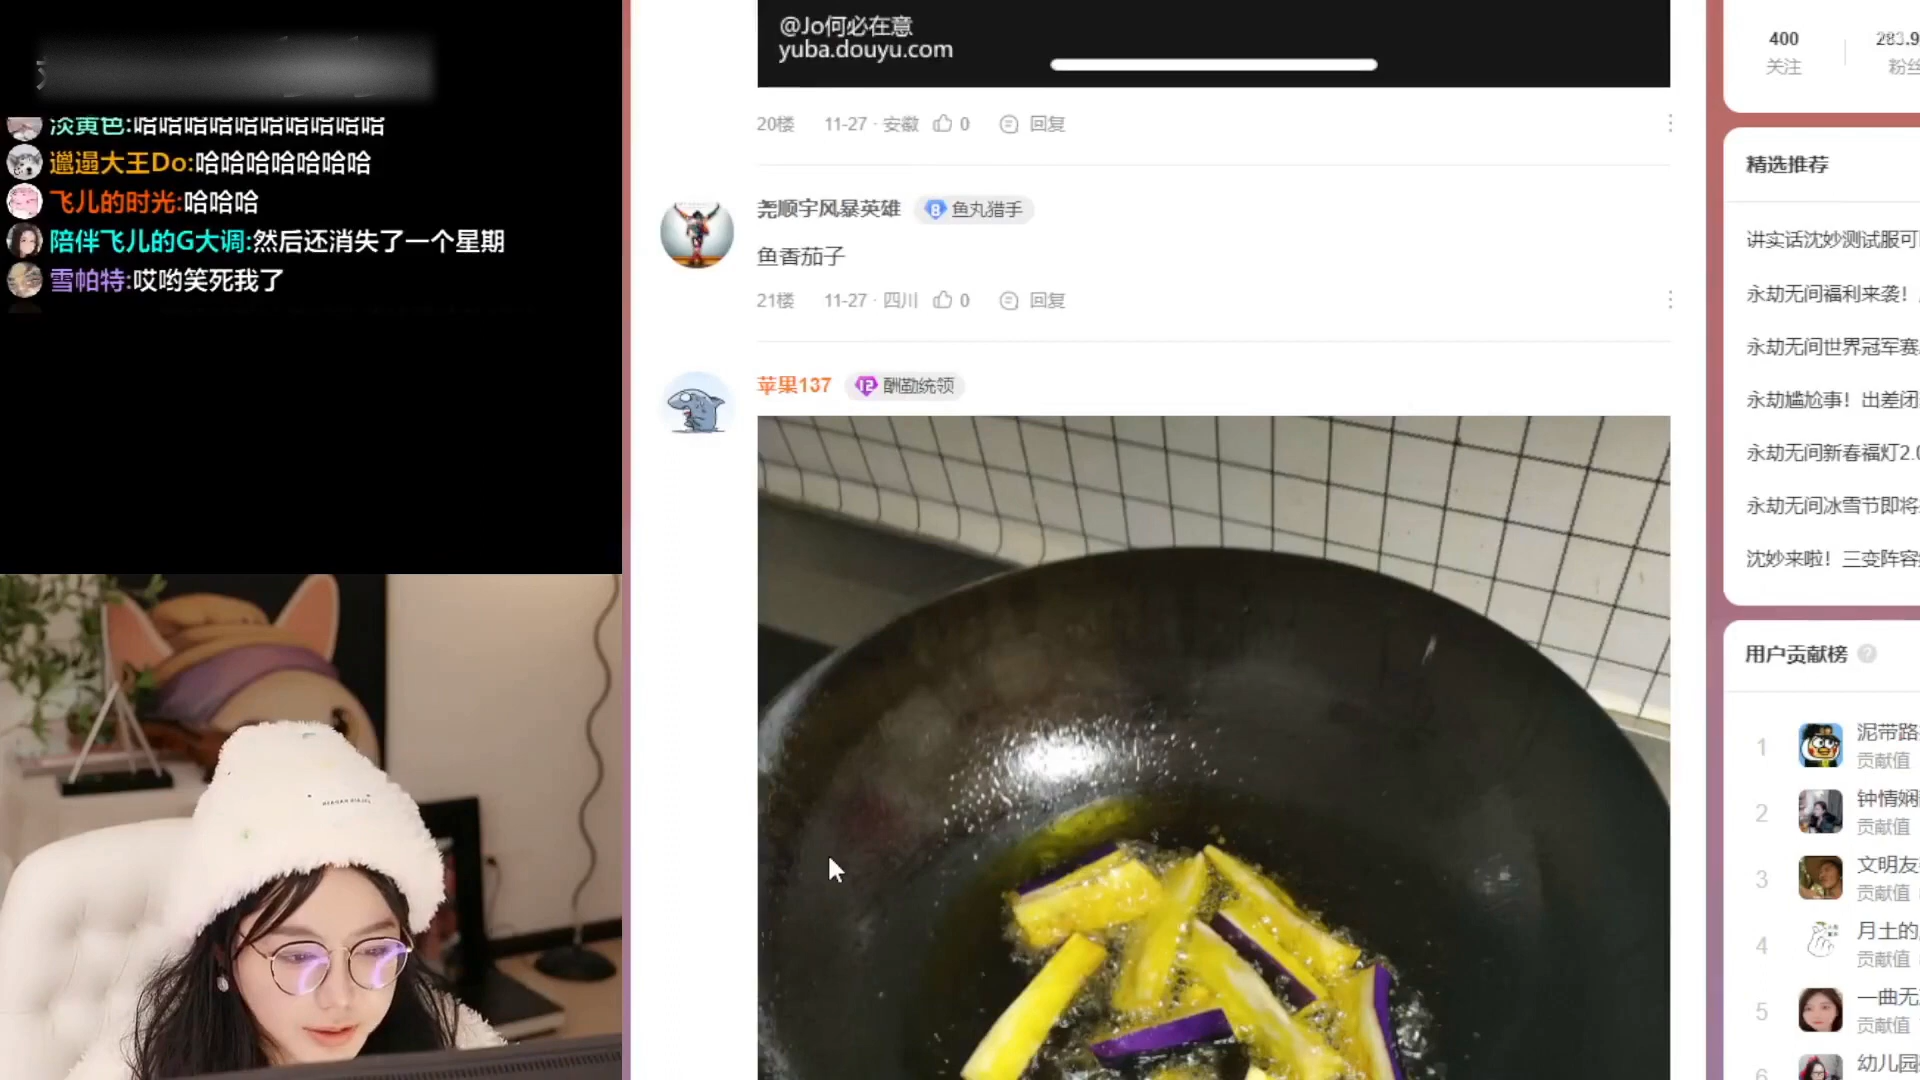 淡黄色:哈哈哈哈哈哈哈哈哈哈
邋遢大王Do:哈哈哈哈哈哈哈
飞儿的时光:哈哈哈
陪伴飞儿的G大调:然后还消失了一个星期
雪帕特:哎哟笑死我了
@Jo何必在意
yuba.douyu.com
20楼 11-27 · 安徽 0 回复
尧顺宇风暴英雄 8 鱼丸猎手
鱼香茄子
21楼 11-27 · 四川 0 回复
苹果137 12 酬勤统领
400 283.9
关注 粉丝
精选推荐
讲实话沈妙测试服可
永劫无间福利来袭！
永劫无间世界冠军赛
永劫尴尬事！出差闭
永劫无间新春福灯2.0
永劫无间冰雪节即将
沈妙来啦！三变阵容
用户贡献榜 ?
1 泥带路
贡献值
2 钟情娴
贡献值
3 文明友
贡献值
4 月土的
贡献值
5 一曲无
贡献值
6 幼儿园